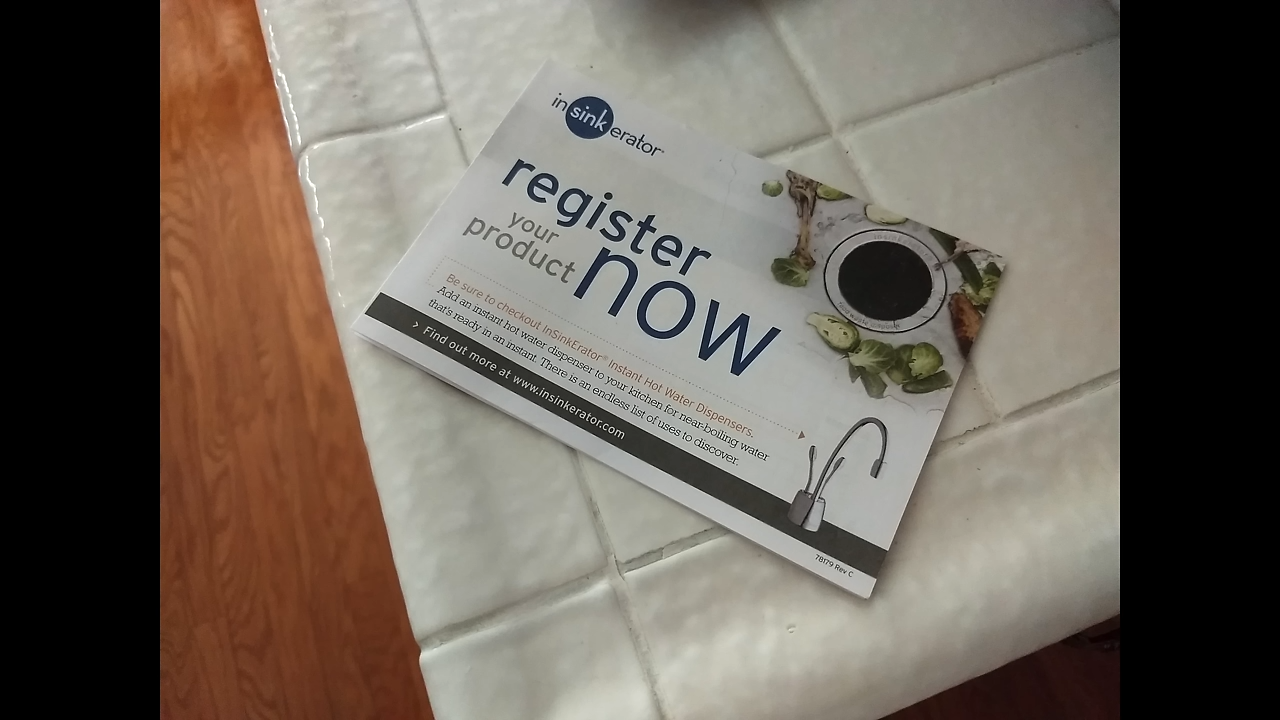 insinkerator
register
your
product now
Be sure to checkout InSinkErator® Instant Hot Water Dispensers.
Add an instant hot water dispenser to your kitchen for near-boiling water
that's ready in an instant. There is an endless list of uses to discover.
› Find out more at www.insinkerator.com
78179 Rev C